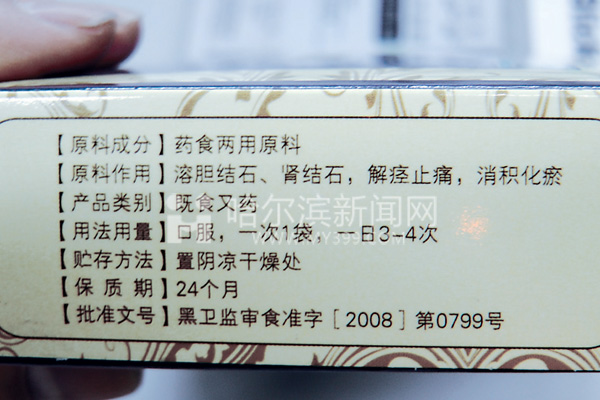 【原料成分】药食两用原料
【原料作用】溶胆结石、肾结石,解痉止痛,消积化瘀
【产品类别】既食又药
哈尔滨新闻网
【用法用量】口服,一次1袋,一日3-4次
【贮存方法】置阴凉干燥处
【保 质 期】24个月
【批准文号】黑卫监审食准字[2008]第0799号